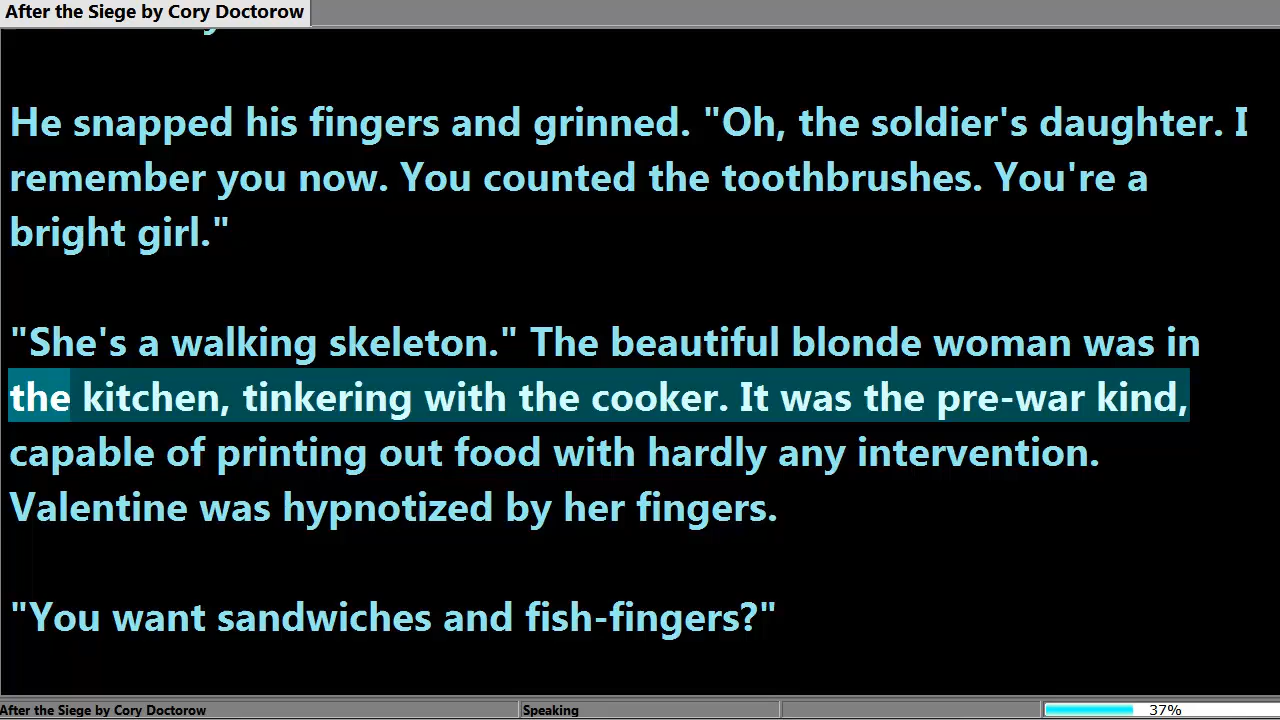 After the Siege by Cory Doctorow
He snapped his fingers and grinned. "Oh, the soldier's daughter. I
remember you now. You counted the toothbrushes. You're a
bright girl."
"She's a walking skeleton." The beautiful blonde woman was in
the kitchen, tinkering with the cooker. It was the pre-war kind,
capable of printing out food with hardly any intervention.
Valentine was hypnotized by her fingers.
"You want sandwiches and fish-fingers?"
After the Siege by Cory Doctorow Speaking 37%